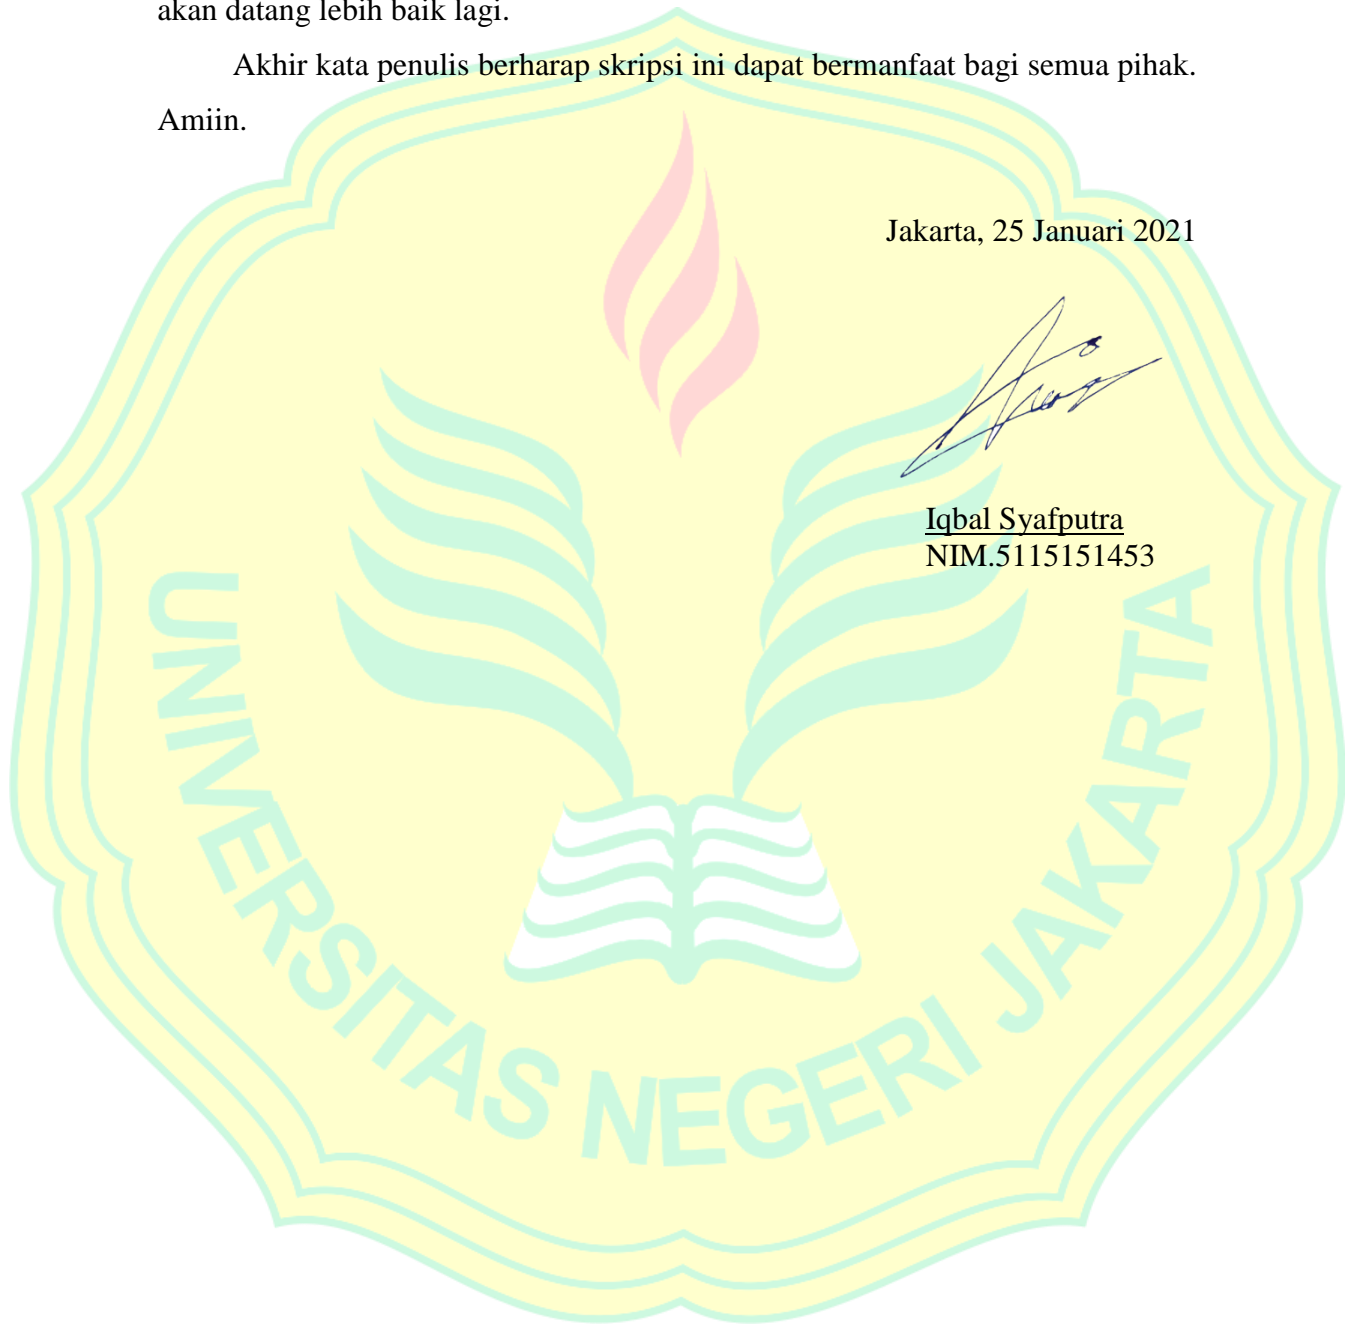 akan datang lebih baik lagi.
Akhir kata penulis berharap skripsi ini dapat bermanfaat bagi semua pihak.
Amiin.
Jakarta, 25 Januari 2021
Iqbal Syafputra
NIM.5115151453
UNIVERSITAS NEGERI JAKARTA